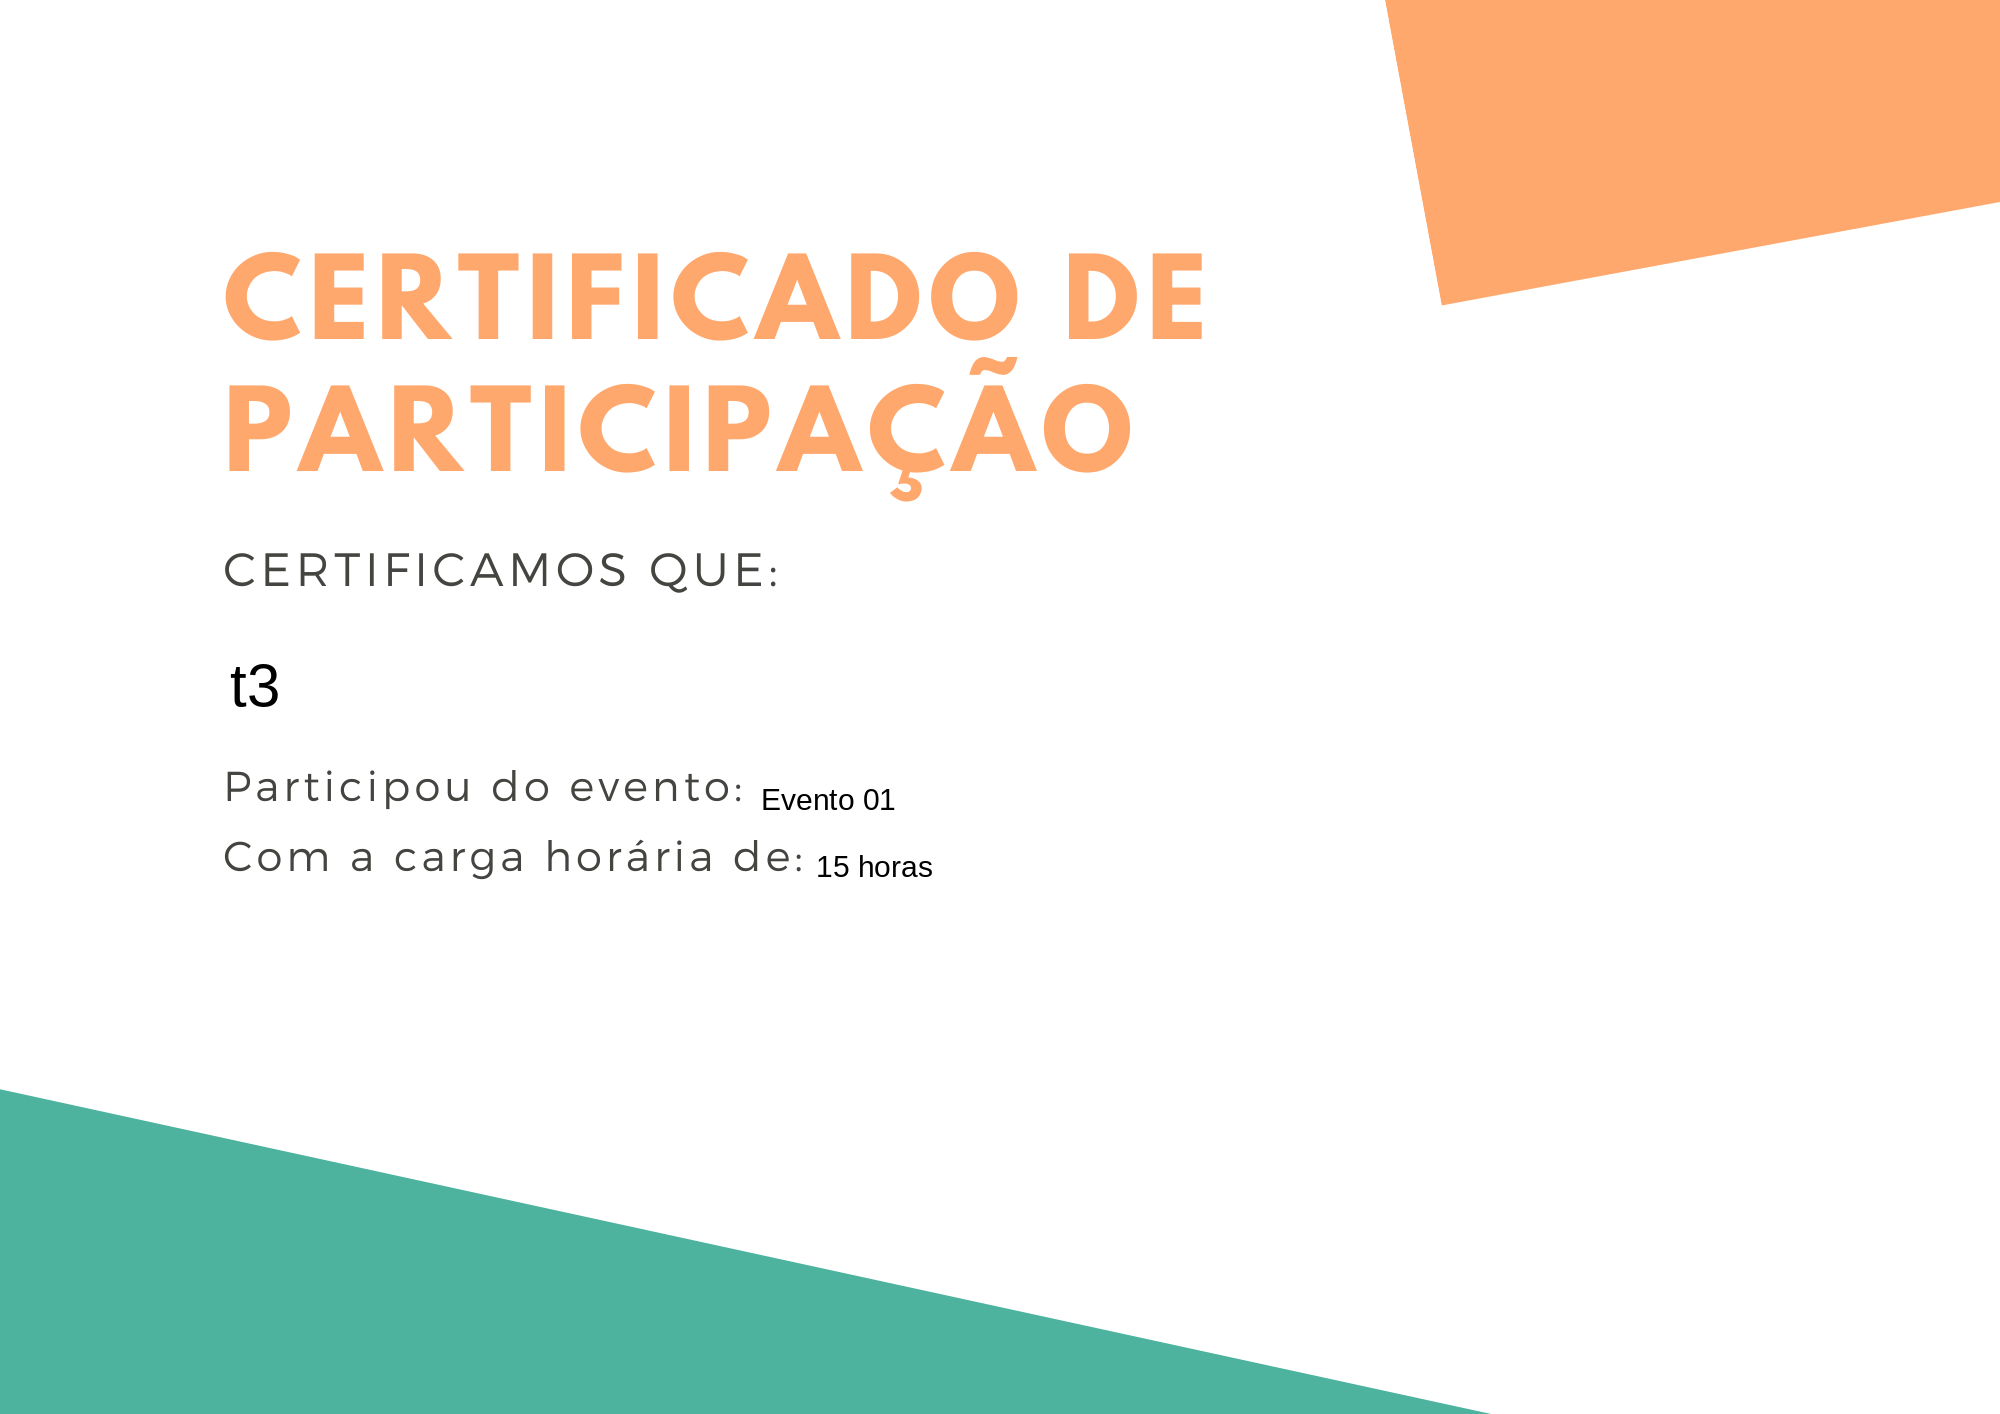 CERTIFICADO DE
PARTICIPAÇÃO
CERTIFICAMOS QUE:
t3
Participou do evento: Evento 01
Com a carga horária de: 15 horas